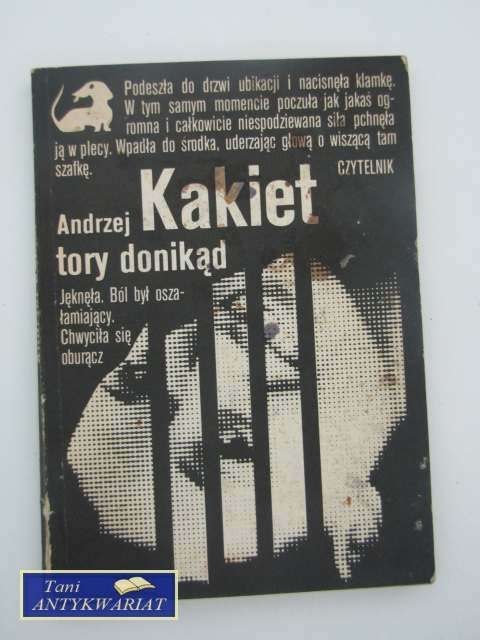 Podeszła do drzwi ubikacji i nacisnęła klamkę.
W tym samym momencie poczuła jak jakaś og-
romna i całkowicie niespodziewana siła pchnęła
ją w plecy. Wpadła do środka, uderzając głową o wiszącą tam
szafkę.
CZYTELNIK
Andrzej Kakiet
tory donikąd
Jęknęła. Ból był osza-
łamiający.
Chwyciła się
oburącz
Tani
ANTYKWARIAT